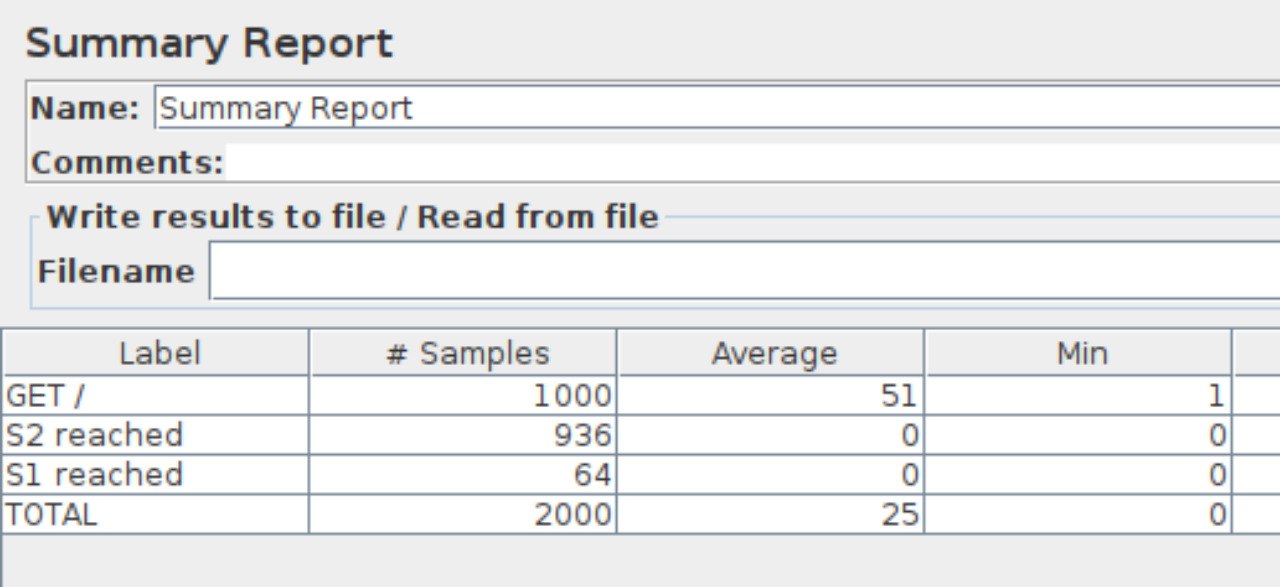 Summary Report
Name: Summary Report
Comments:
Write results to file / Read from file
Filename
Label # Samples Average Min
GET / 1000 51 1
S2 reached 936 0 0
S1 reached 64 0 0
TOTAL 2000 25 0